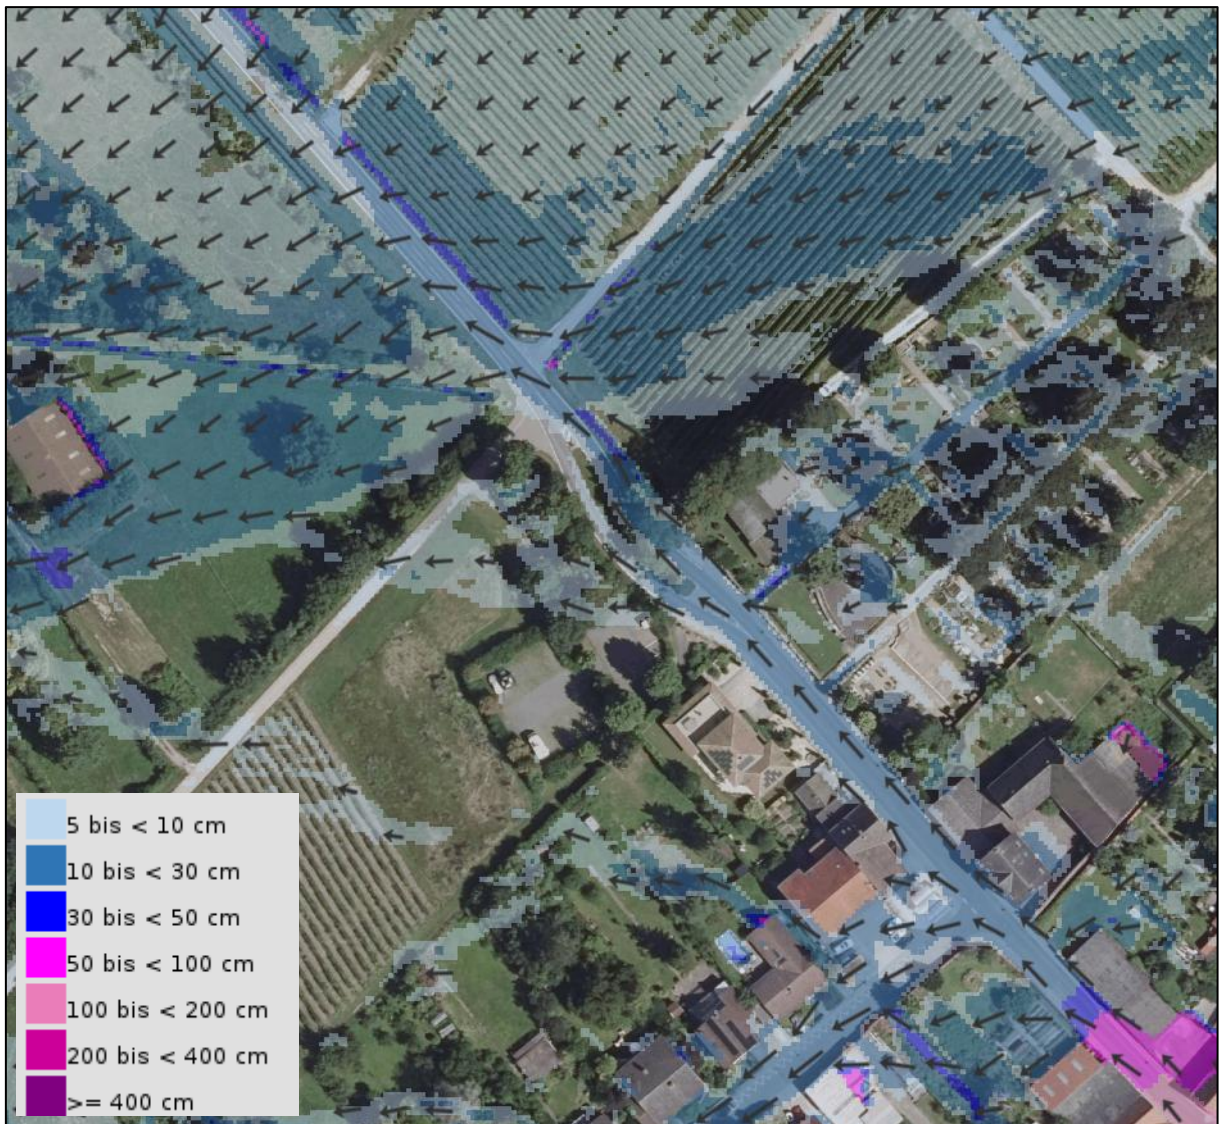 5 bis < 10 cm
10 bis < 30 cm
30 bis < 50 cm
50 bis < 100 cm
100 bis < 200 cm
200 bis < 400 cm
>= 400 cm